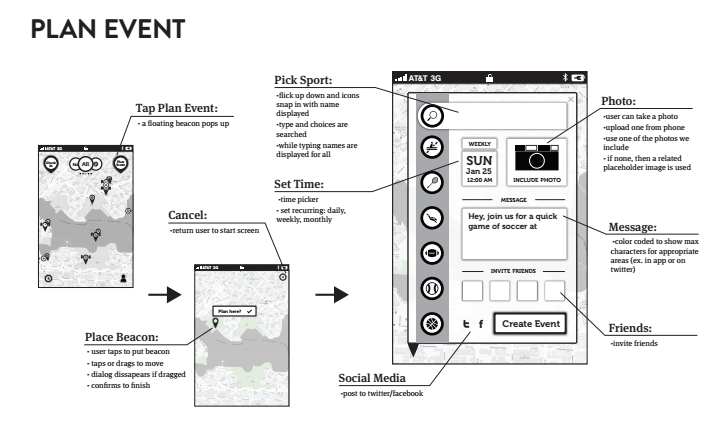 PLAN EVENT
Tap Plan Event:
• a floating beacon pops up
AT&T 3G
All
Cancel:
•return user to start screen
AT&T 3G
Plan here? ✓
Place Beacon:
• user taps to put beacon
• taps or drags to move
• dialog dissapears if dragged
• confirms to finish
Pick Sport:
•flick up down and icons
snap in with name
displayed
•type and choices are
searched
•while typing names are
displayed for all
Set Time:
•time picker
• set recurring: daily,
weekly, monthly
AT&T 3G
WEEKLY
SUN
Jan 25
12:00 AM
INCLUDE PHOTO
MESSAGE
Hey, join us for a quick
game of soccer at
INVITE FRIENDS
t f
Create Event
Social Media
•post to twitter/facebook
Photo:
•user can take a photo
•upload one from phone
•use one of the photos we
include
• if none, then a related
placeholder image is used
Message:
•color coded to show max
characters for appropriate
areas (ex. in app or on
twitter)
Friends:
•invite friends